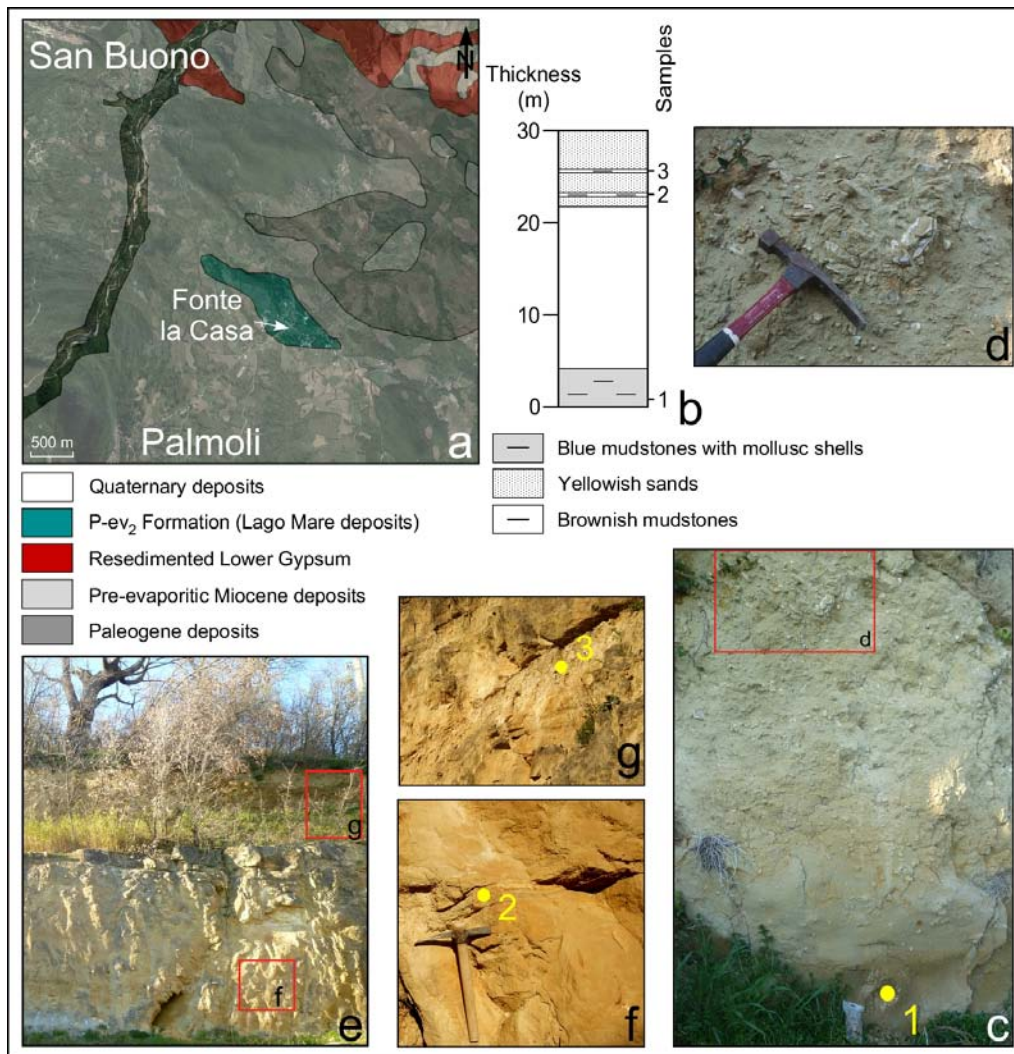 San Buono
N
Fonte
la Casa
500 m
Palmoli
a
Thickness
(m)
Samples
30
20
10
0
3
2
1
b
d
Quaternary deposits
P-ev₂ Formation (Lago Mare deposits)
Resedimented Lower Gypsum
Pre-evaporitic Miocene deposits
Paleogene deposits
Blue mudstones with mollusc shells
Yellowish sands
Brownish mudstones
d
1
c
3
g
g
f
e
2
f